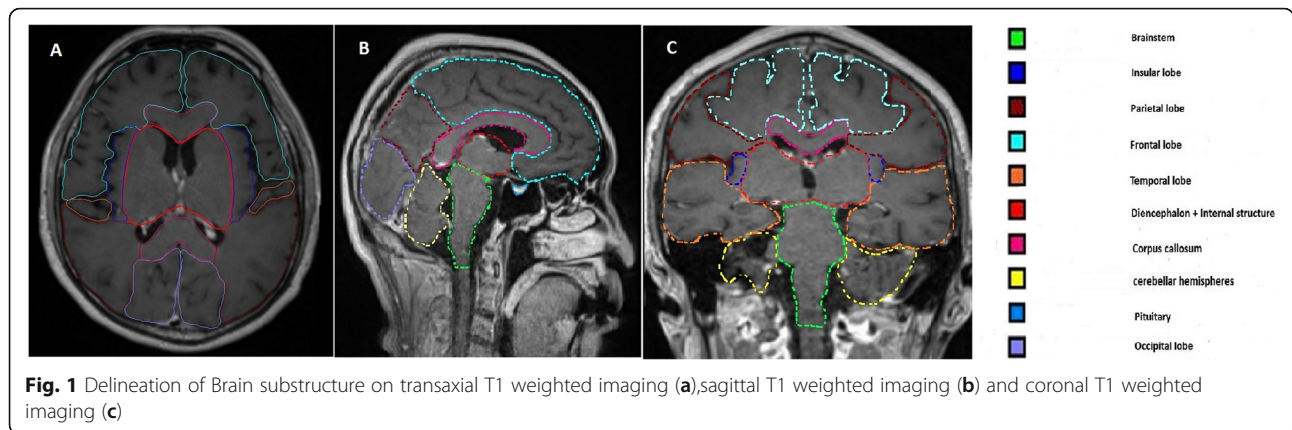 A
B
C
Brainstem
Insular lobe
Parietal lobe
Frontal lobe
Temporal lobe
Diencephalon + Internal structure
Corpus callosum
cerebellar hemispheres
Pituitary
Occipital lobe
Fig. 1 Delineation of Brain substructure on transaxial T1 weighted imaging (a),sagittal T1 weighted imaging (b) and coronal T1 weighted
imaging (c)